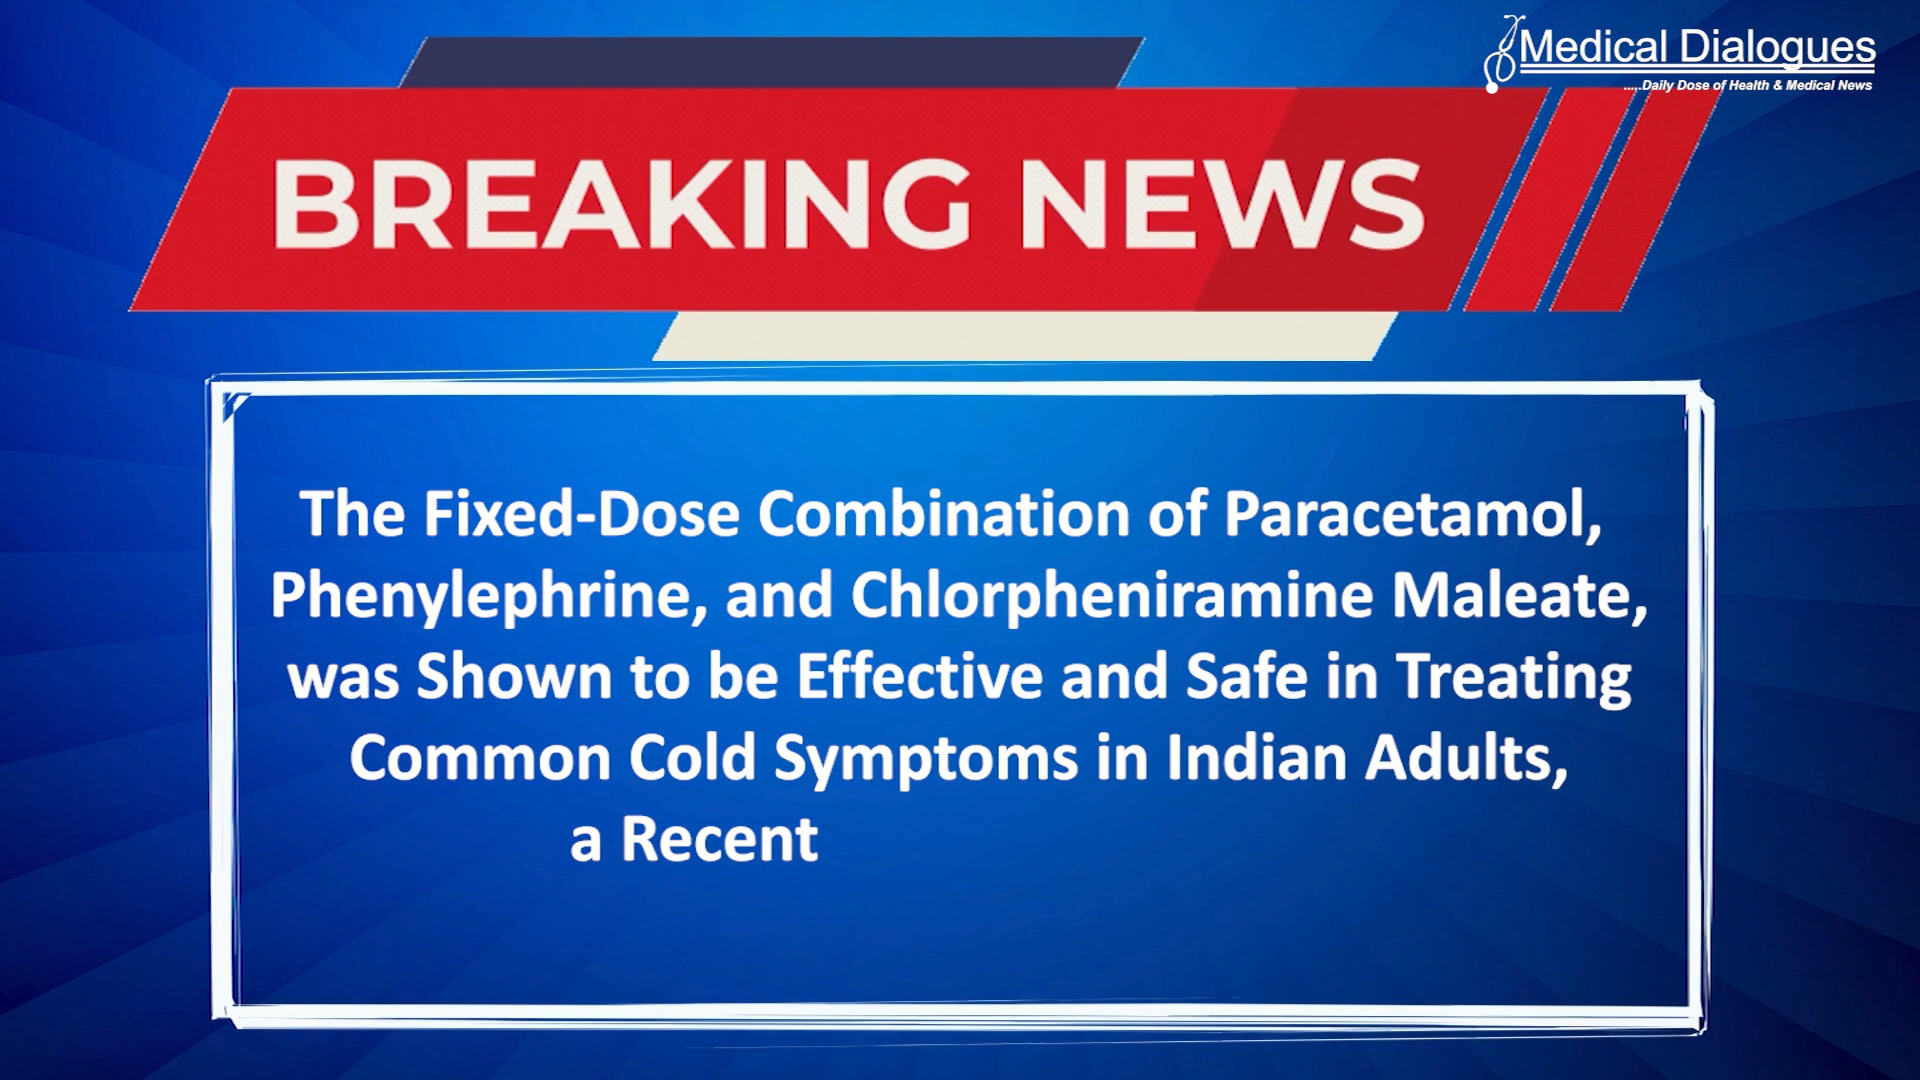 Medical Dialogues
.....Daily Dose of Health & Medical News
BREAKING NEWS
The Fixed-Dose Combination of Paracetamol,
Phenylephrine, and Chlorpheniramine Maleate,
was Shown to be Effective and Safe in Treating
Common Cold Symptoms in Indian Adults,
a Recent